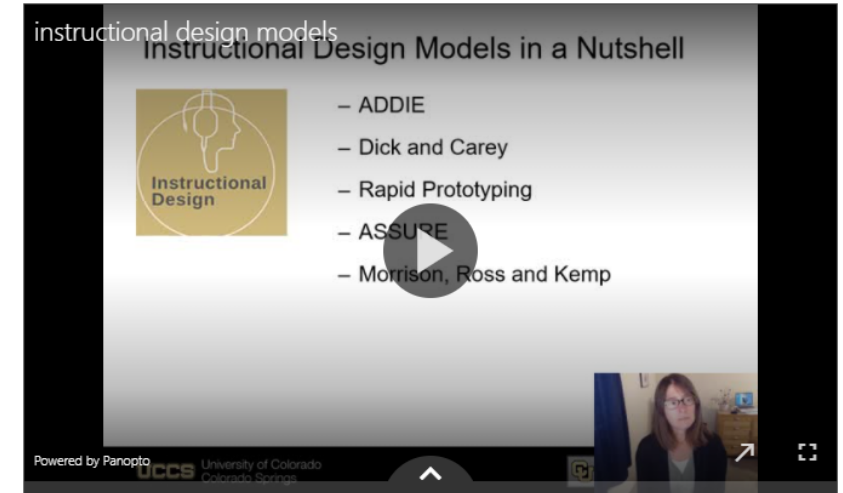 instructional design models
Instructional Design Models in a Nutshell
– ADDIE
– Dick and Carey
Instructional
Design
– Rapid Prototyping
– ASSURE
– Morrison, Ross and Kemp
Powered by Panopto
UCCS
University of Colorado
Colorado Springs